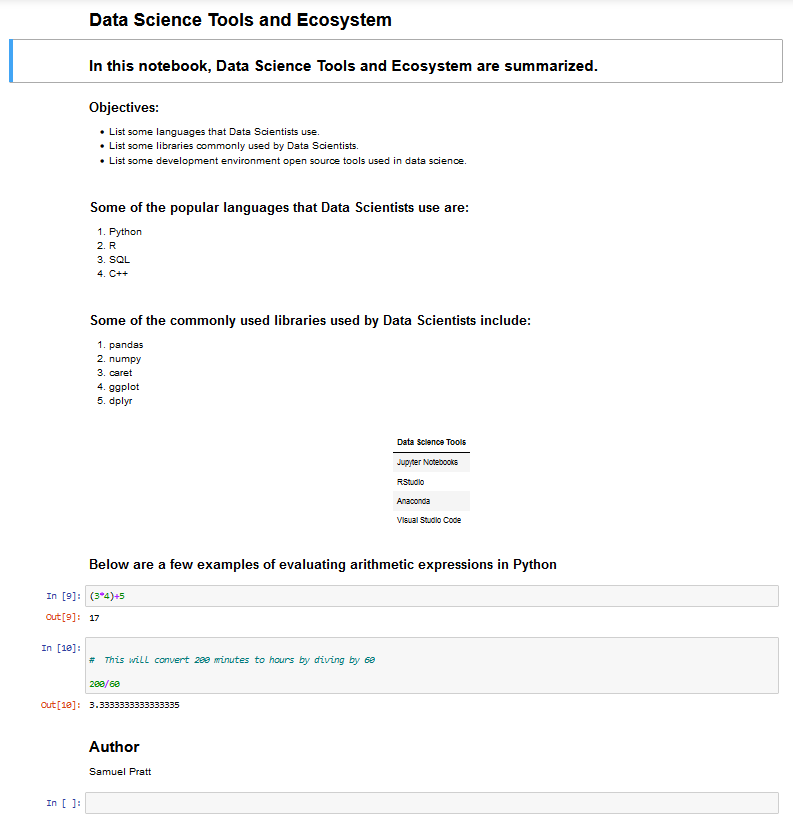 Data Science Tools and Ecosystem
In this notebook, Data Science Tools and Ecosystem are summarized.
Objectives:
• List some languages that Data Scientists use.
• List some libraries commonly used by Data Scientists.
• List some development environment open source tools used in data science.
Some of the popular languages that Data Scientists use are:
1. Python
2. R
3. SQL
4. C++
Some of the commonly used libraries used by Data Scientists include:
1. pandas
2. numpy
3. caret
4. ggplot
5. dplyr
Data Science Tools
Jupyter Notebooks
RStudio
Anaconda
Visual Studio Code
Below are a few examples of evaluating arithmetic expressions in Python
In [9]: (3*4)+5
Out[9]: 17
In [10]:
# This will convert 200 minutes to hours by diving by 60
200/60
Out[10]: 3.3333333333333335
Author
Samuel Pratt
In [ ]: